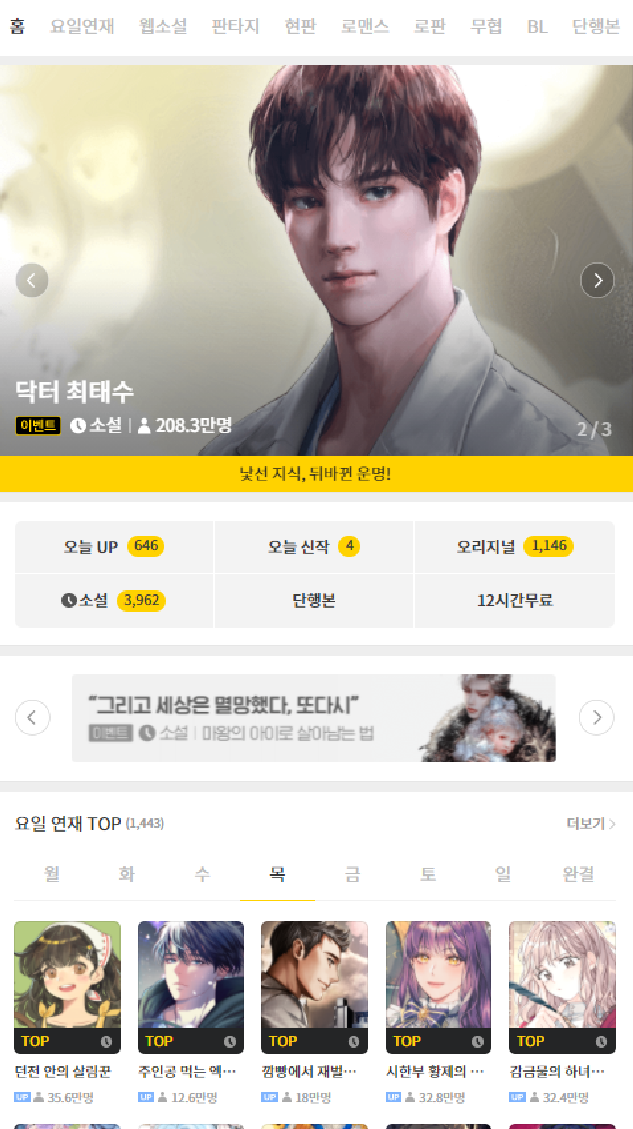 홈 요일연재 웹소설 판타지 현판 로맨스 로판 무협 BL 단행본
닥터 최태수
이벤트 소설 | 208.3만명
2 / 3
낯선 지식, 뒤바뀐 운명!
오늘 UP 646 오늘 신작 4 오리지널 1,146
소설 3,962 단행본 12시간무료
“그리고 세상은 멸망했다, 또다시”
이벤트 소설 | 마왕의 아이로 살아남는 법
요일 연재 TOP (1,443) 더보기
월 화 수 목 금 토 일 완결
TOP TOP TOP TOP TOP
던전 안의 살림꾼 주인공 먹는 엑··· 깜빵에서 재벌··· 시한부 황제의 ··· 김금물의 하녀···
UP 35.6만명 UP 12.6만명 UP 18만명 UP 32.8만명 UP 32.4만명